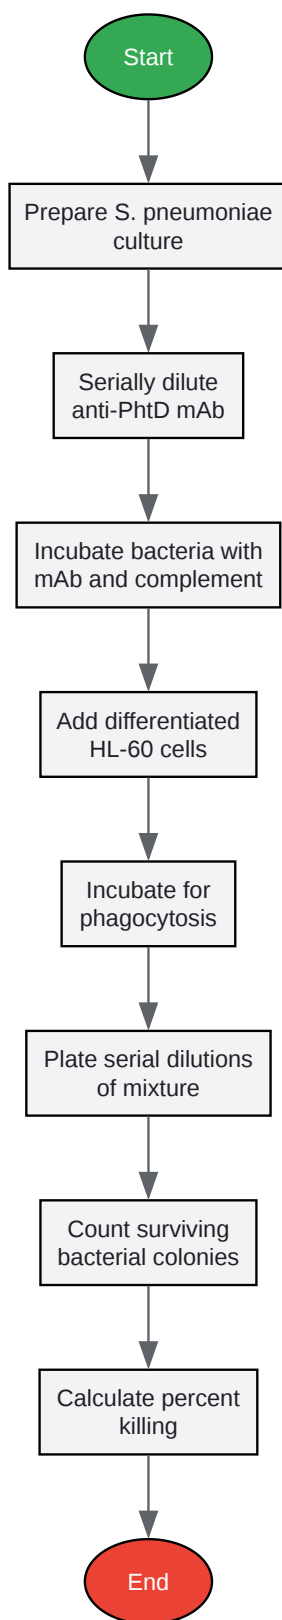 Start
Prepare S. pneumoniae
culture
Serially dilute
anti-PhtD mAb
Incubate bacteria with
mAb and complement
Add differentiated
HL-60 cells
Incubate for
phagocytosis
Plate serial dilutions
of mixture
Count surviving
bacterial colonies
Calculate percent
killing
End